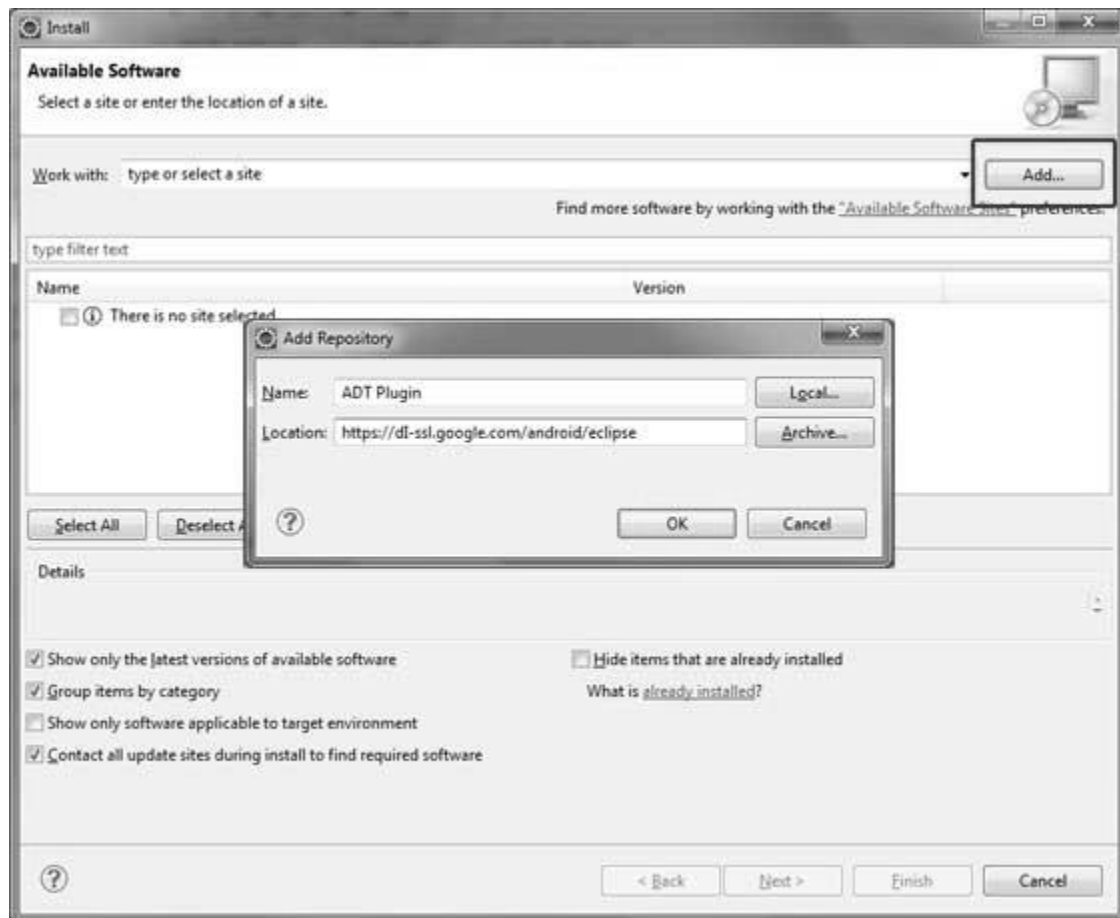 Install
Available Software
Select a site or enter the location of a site.
Work with: type or select a site Add...
Find more software by working with the "Available Software Sites" preferences.
type filter text
Name Version
There is no site selected
Add Repository
Name: ADT Plugin Local...
Location: https://dI-ssl.google.com/android/eclipse Archive...
OK Cancel
Select All Deselect
Details
Show only the latest versions of available software
Hide items that are already installed
Group items by category
What is already installed?
Show only software applicable to target environment
Contact all update sites during install to find required software
< Back Next > Finish Cancel